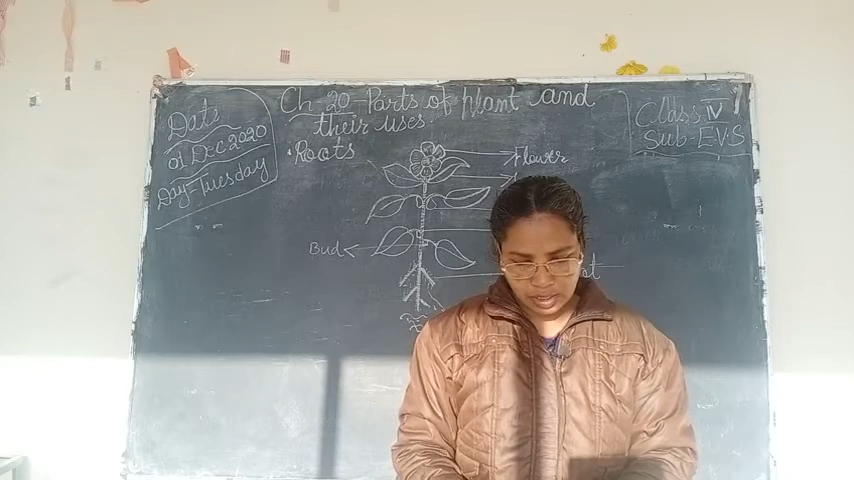 Date
01 DEC 2020
Day-Tuesday
Ch 20-Parts of plant and
their uses.
Class-IV
Sub-E.V.S
Roots
Flower
Bud